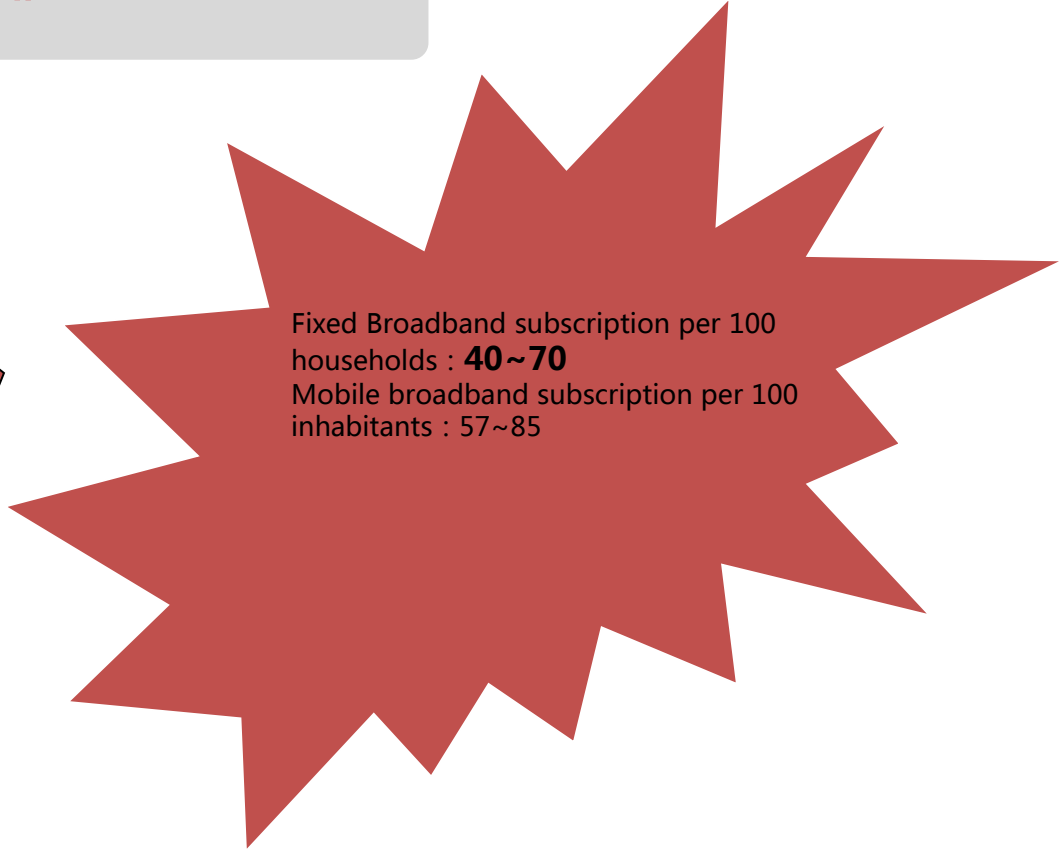 Fixed Broadband subscription per 100
households：40~70
Mobile broadband subscription per 100
inhabitants：57~85